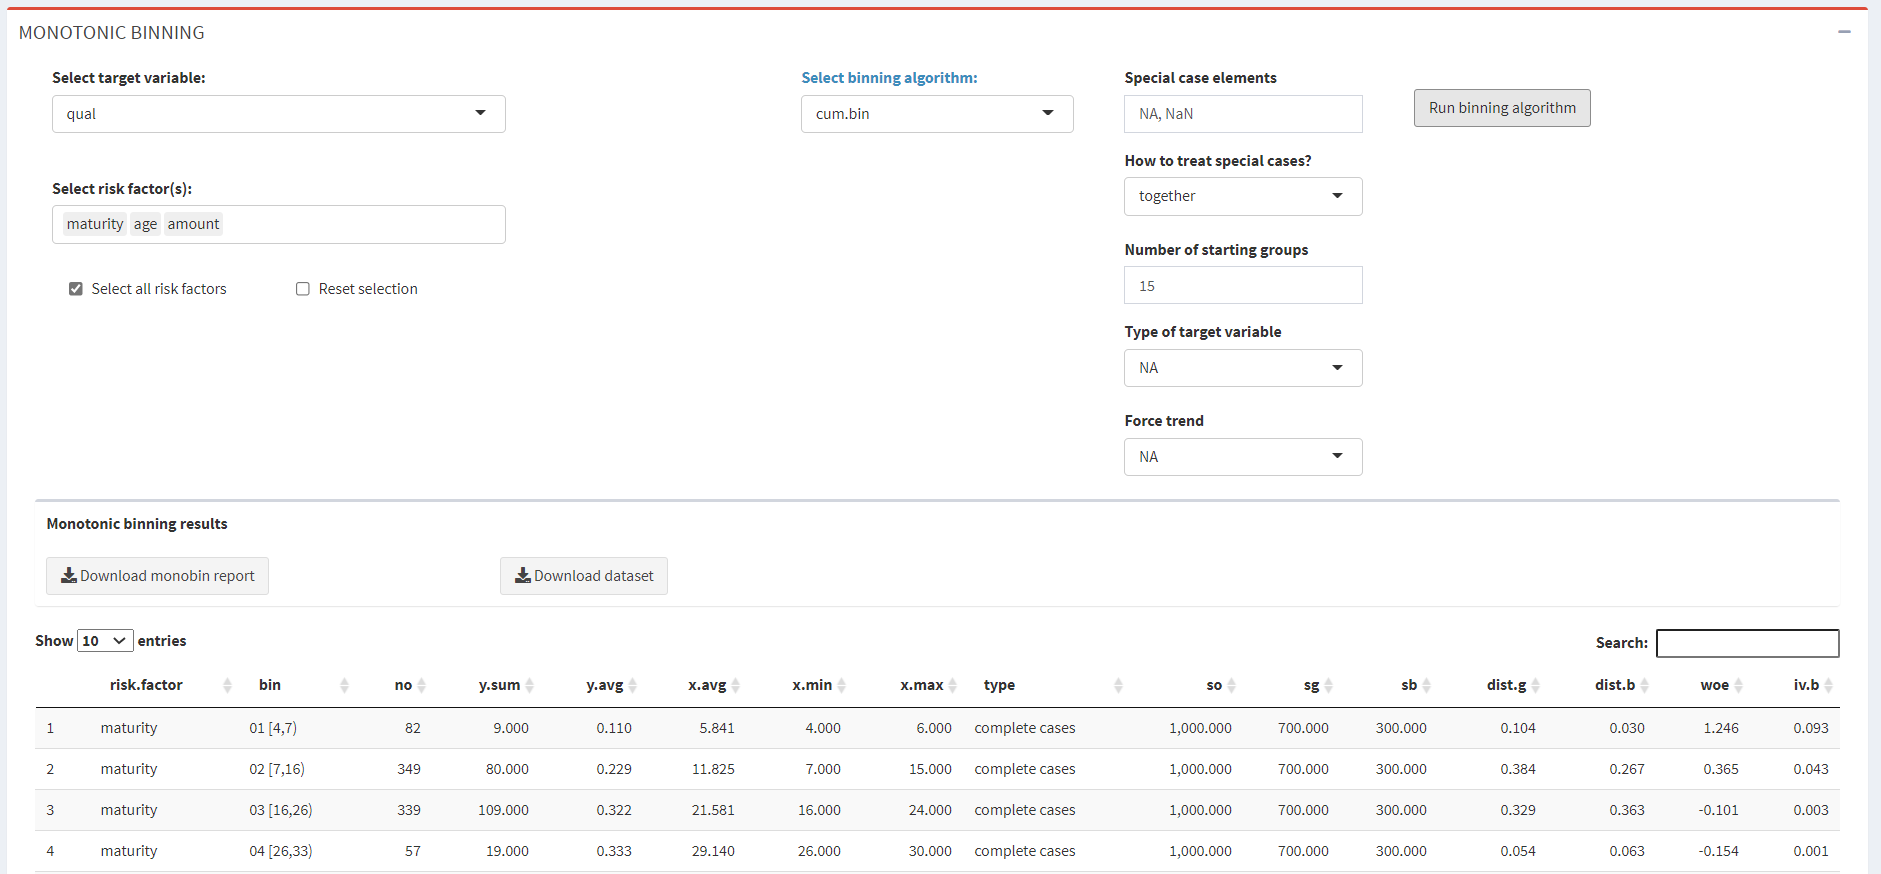 MONOTONIC BINNING
Select target variable:
qual
Select binning algorithm:
cum.bin
Special case elements
NA, NaN
Run binning algorithm
How to treat special cases?
together
Select risk factor(s):
maturity age amount
Select all risk factors
Reset selection
Number of starting groups
15
Type of target variable
NA
Force trend
NA
Monotonic binning results
Download monobin report
Download dataset
Show 10 entries
Search:
risk.factor bin no y.sum y.avg x.avg x.min x.max type so sg sb dist.g dist.b woe iv.b
1 maturity 01 [4,7) 82 9.000 0.110 5.841 4.000 6.000 complete cases 1,000.000 700.000 300.000 0.104 0.030 1.246 0.093
2 maturity 02 [7,16) 349 80.000 0.229 11.825 7.000 15.000 complete cases 1,000.000 700.000 300.000 0.384 0.267 0.365 0.043
3 maturity 03 [16,26) 339 109.000 0.322 21.581 16.000 24.000 complete cases 1,000.000 700.000 300.000 0.329 0.363 -0.101 0.003
4 maturity 04 [26,33) 57 19.000 0.333 29.140 26.000 30.000 complete cases 1,000.000 700.000 300.000 0.054 0.063 -0.154 0.001